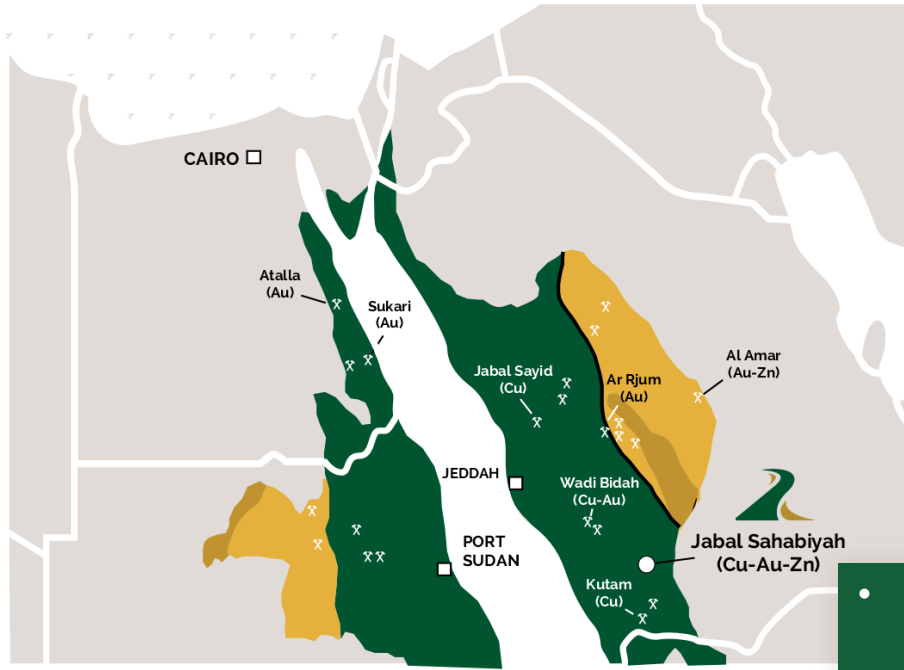 CAIRO
Atalla
(Au)
Sukari
(Au)
Jabal Sayid
(Cu)
Ar Rjum
(Au)
Al Amar
(Au-Zn)
JEDDAH
Wadi Bidah
(Cu-Au)
PORT
SUDAN
Jabal Sahabiyah
(Cu-Au-Zn)
Kutam
(Cu)